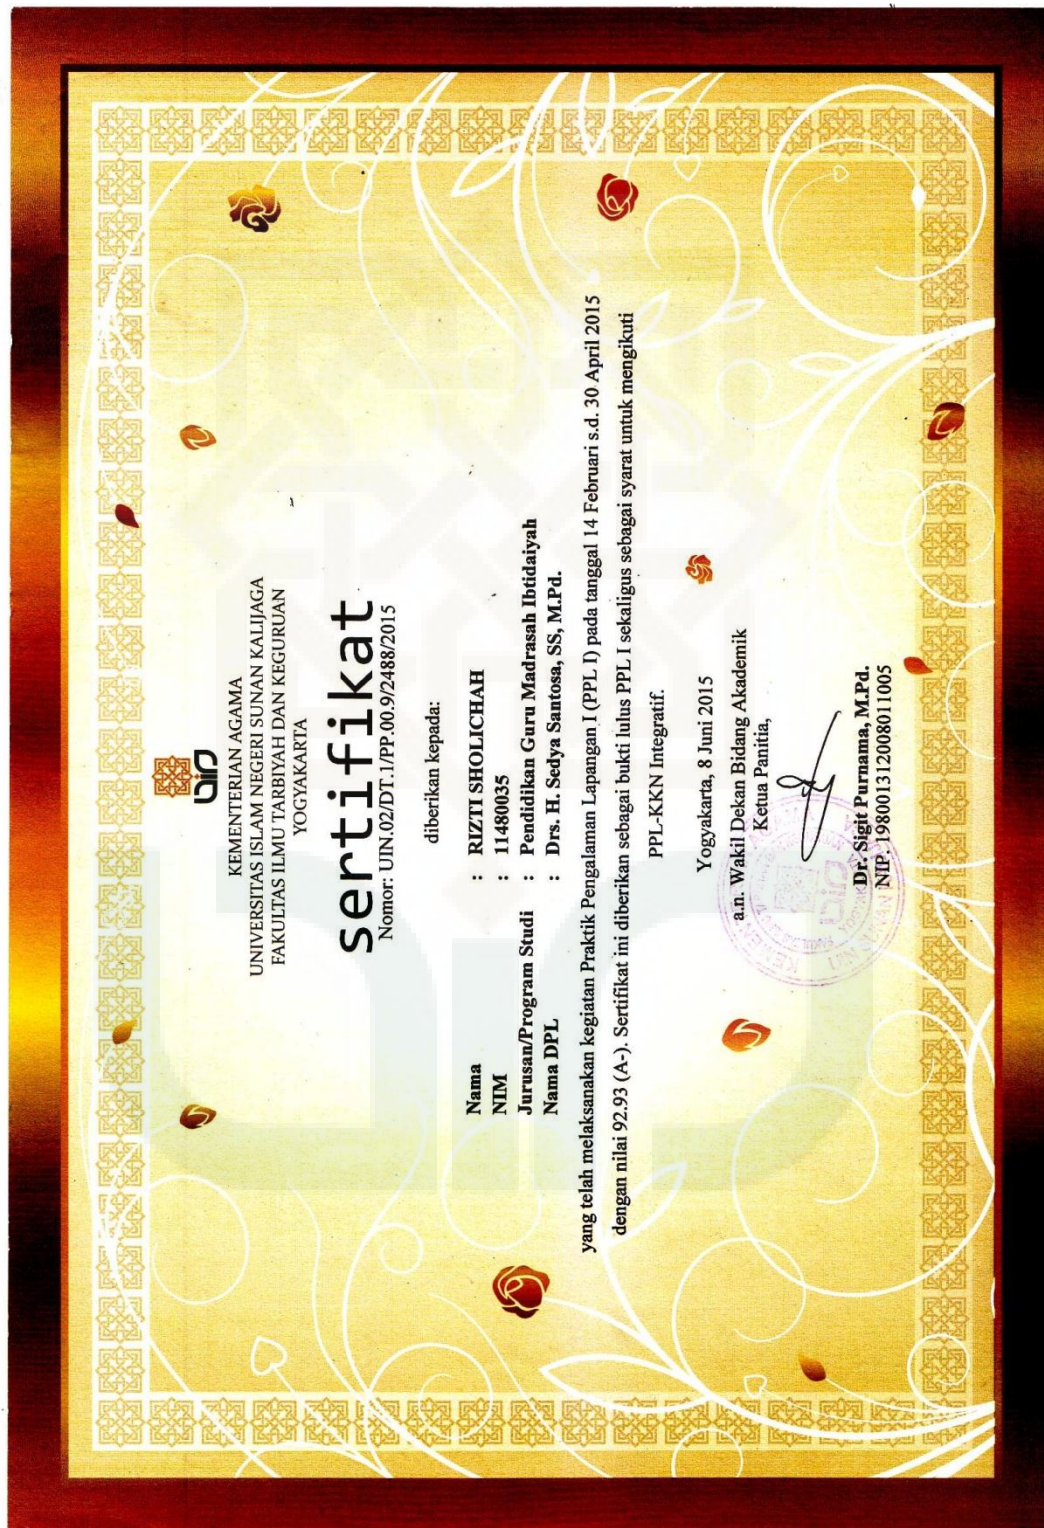 uin
KEMENTERIAN AGAMA
UNIVERSITAS ISLAM NEGERI SUNAN KALIJAGA
FAKULTAS ILMU TARBIYAH DAN KEGURUAN
YOGYAKARTA
sertifikat
Nomor: UIN.02/DT.1/PP.00.9/2488/2015
diberikan kepada:
Nama : RIZTI SHOLICHAH
NIM : 11480035
Jurusan/Program Studi : Pendidikan Guru Madrasah Ibtidaiyah
Nama DPL : Drs. H. Sedya Santosa, SS, M.Pd.
yang telah melaksanakan kegiatan Praktik Pengalaman Lapangan I (PPL I) pada tanggal 14 Februari s.d. 30 April 2015
dengan nilai 92.93 (A-). Sertifikat ini diberikan sebagai bukti lulus PPL I sekaligus sebagai syarat untuk mengikuti
PPL-KKN Integratif.
Yogyakarta, 8 Juni 2015
a.n. Wakil Dekan Bidang Akademik
Ketua Panitia,
Dr. Sigit Purnama, M.Pd.
NIP. 19800131200801​1005